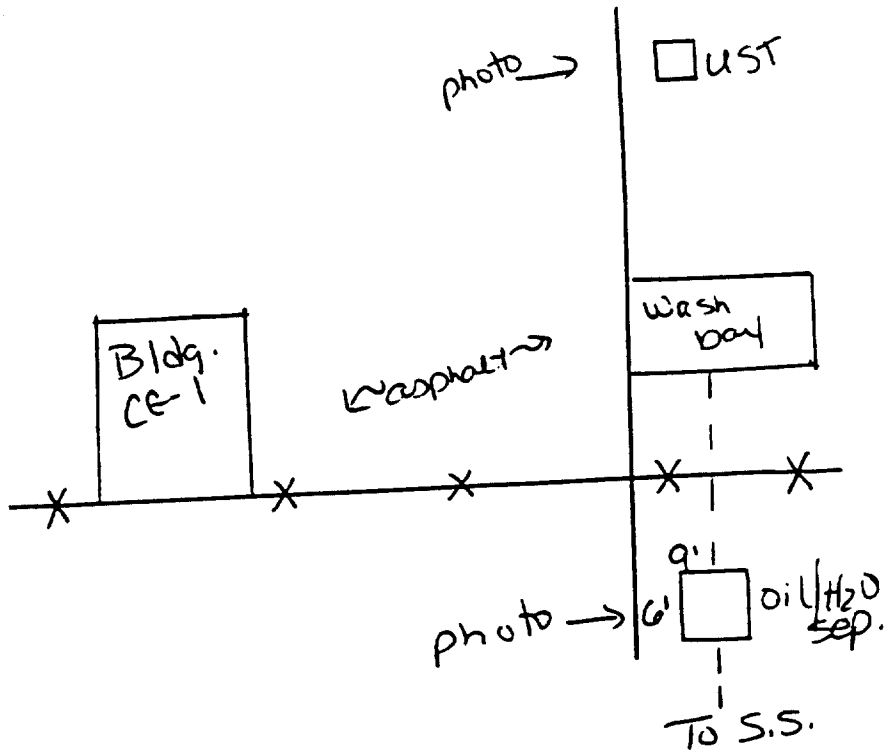 photo
UST
Wash
bay
Bldg.
CE-1
asphalt
9'
6'
oil/H2O
sep.
photo
To S.S.